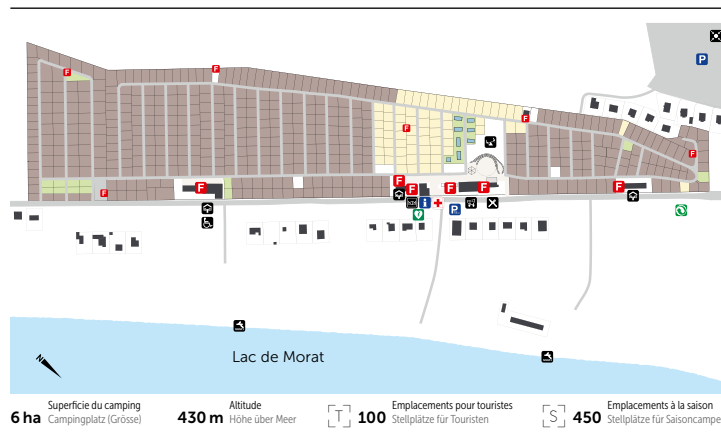 F
F
P
F
F
F
F
F
F
F
F
F
F
i
P
N
Lac de Morat
6 ha Superficie du camping
Campingplatz (Grösse)
430 m Altitude
Höhe über Meer
T 100 Emplacements pour touristes
Stellplätze für Touristen
S 450 Emplacements à la saison
Stellplätze für Saisoncampe